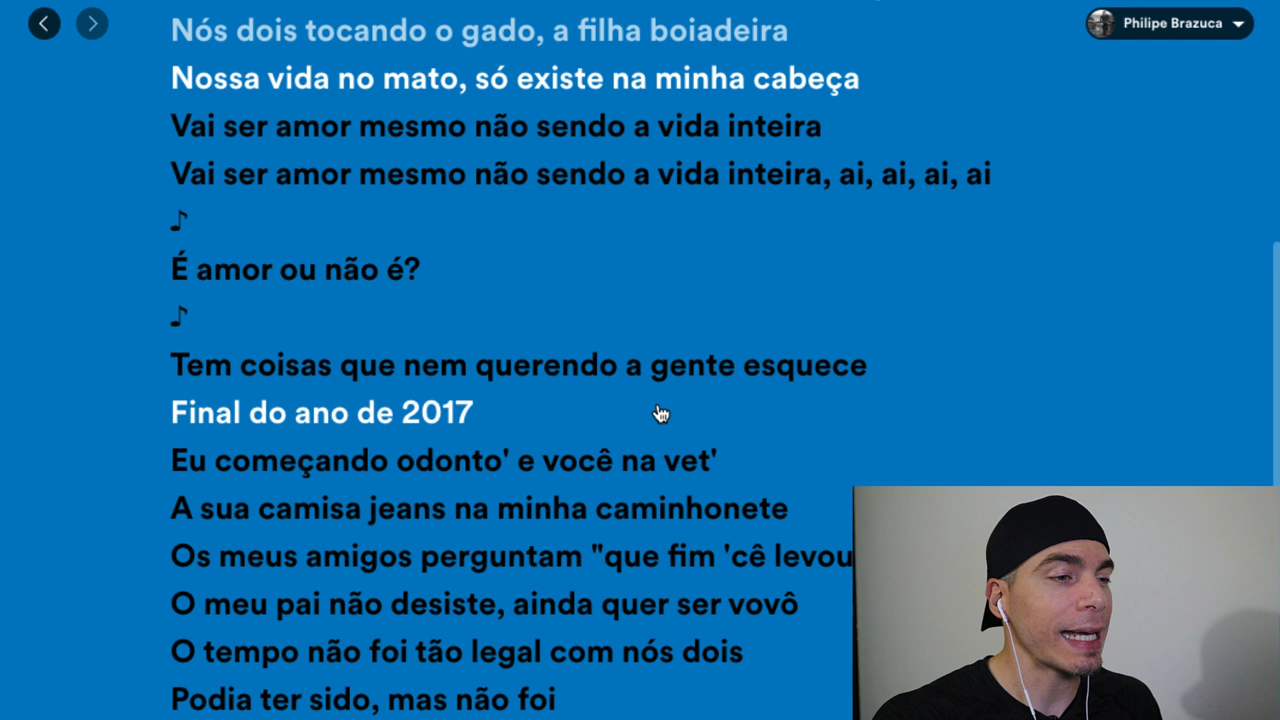 Philipe Brazuca
Nós dois tocando o gado, a filha boiadeira
Nossa vida no mato, só existe na minha cabeça
Vai ser amor mesmo não sendo a vida inteira
Vai ser amor mesmo não sendo a vida inteira, ai, ai, ai, ai
♪
É amor ou não é?
♪
Tem coisas que nem querendo a gente esquece
Final do ano de 2017
Eu começando odonto' e você na vet'
A sua camisa jeans na minha caminhonete
Os meus amigos perguntam "que fim 'cê levou
O meu pai não desiste, ainda quer ser vovô
O tempo não foi tão legal com nós dois
Podia ter sido, mas não foi